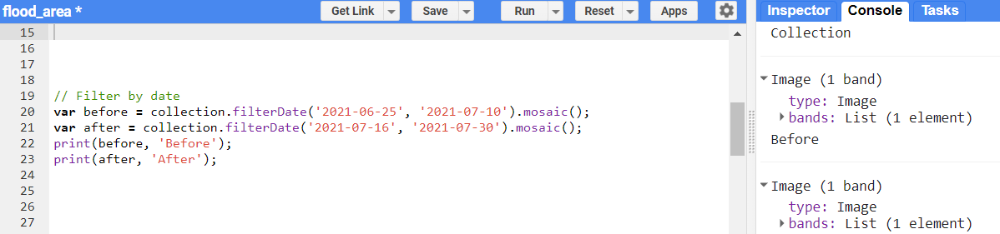 flood_area *
Get Link
Save
Run
Reset
Apps
Inspector
Console
Tasks
15
16
17
18
19 // Filter by date
20 var before = collection.filterDate('2021-06-25', '2021-07-10').mosaic();
21 var after = collection.filterDate('2021-07-16', '2021-07-30').mosaic();
22 print(before, 'Before');
23 print(after, 'After');
24
25
26
27
Collection
Image (1 band)
type: Image
bands: List (1 element)
Before
Image (1 band)
type: Image
bands: List (1 element)